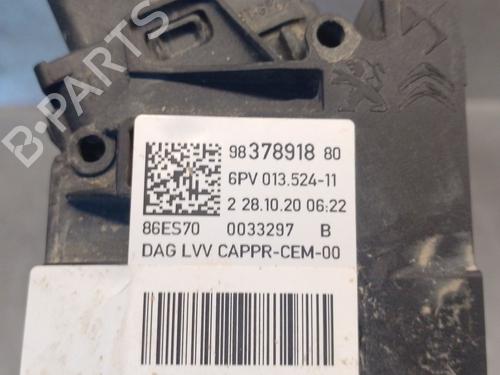 98 378918 80
6PV 013.524-11
2 28.10.20 06:22
86ES70 0033297 B
DAG LVV CAPPR-CEM-00
B-PARTS